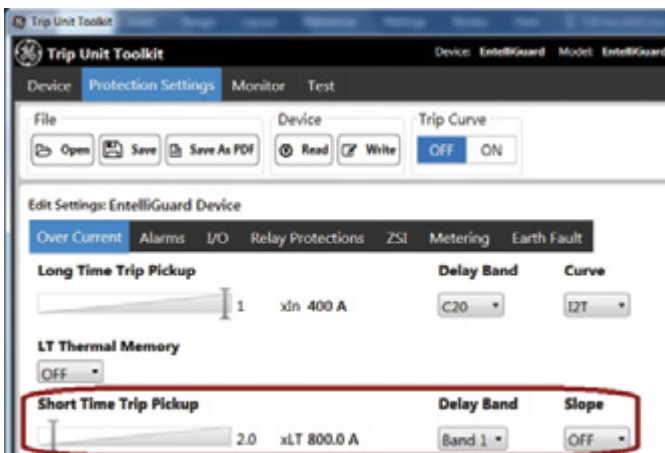 Trip Unit Toolkit
Trip Unit Toolkit Device: EntelliGuard Model: EntelliGuard
Device Protection Settings Monitor Test
File Device Trip Curve
Open Save Save As PDF Read Write OFF ON
Edit Settings: EntelliGuard Device
Over Current Alarms I/O Relay Protections ZSI Metering Earth Fault
Long Time Trip Pickup Delay Band Curve
1 xIn 400 A C20 I2T
LT Thermal Memory
OFF
Short Time Trip Pickup Delay Band Slope
2.0 xLT 800.0 A Band 1 OFF